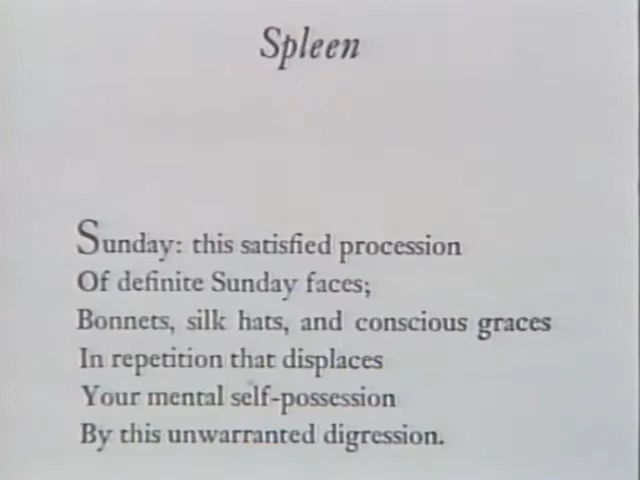 Spleen
Sunday: this satisfied procession
Of definite Sunday faces;
Bonnets, silk hats, and conscious graces
In repetition that displaces
Your mental self-possession
By this unwarranted digression.